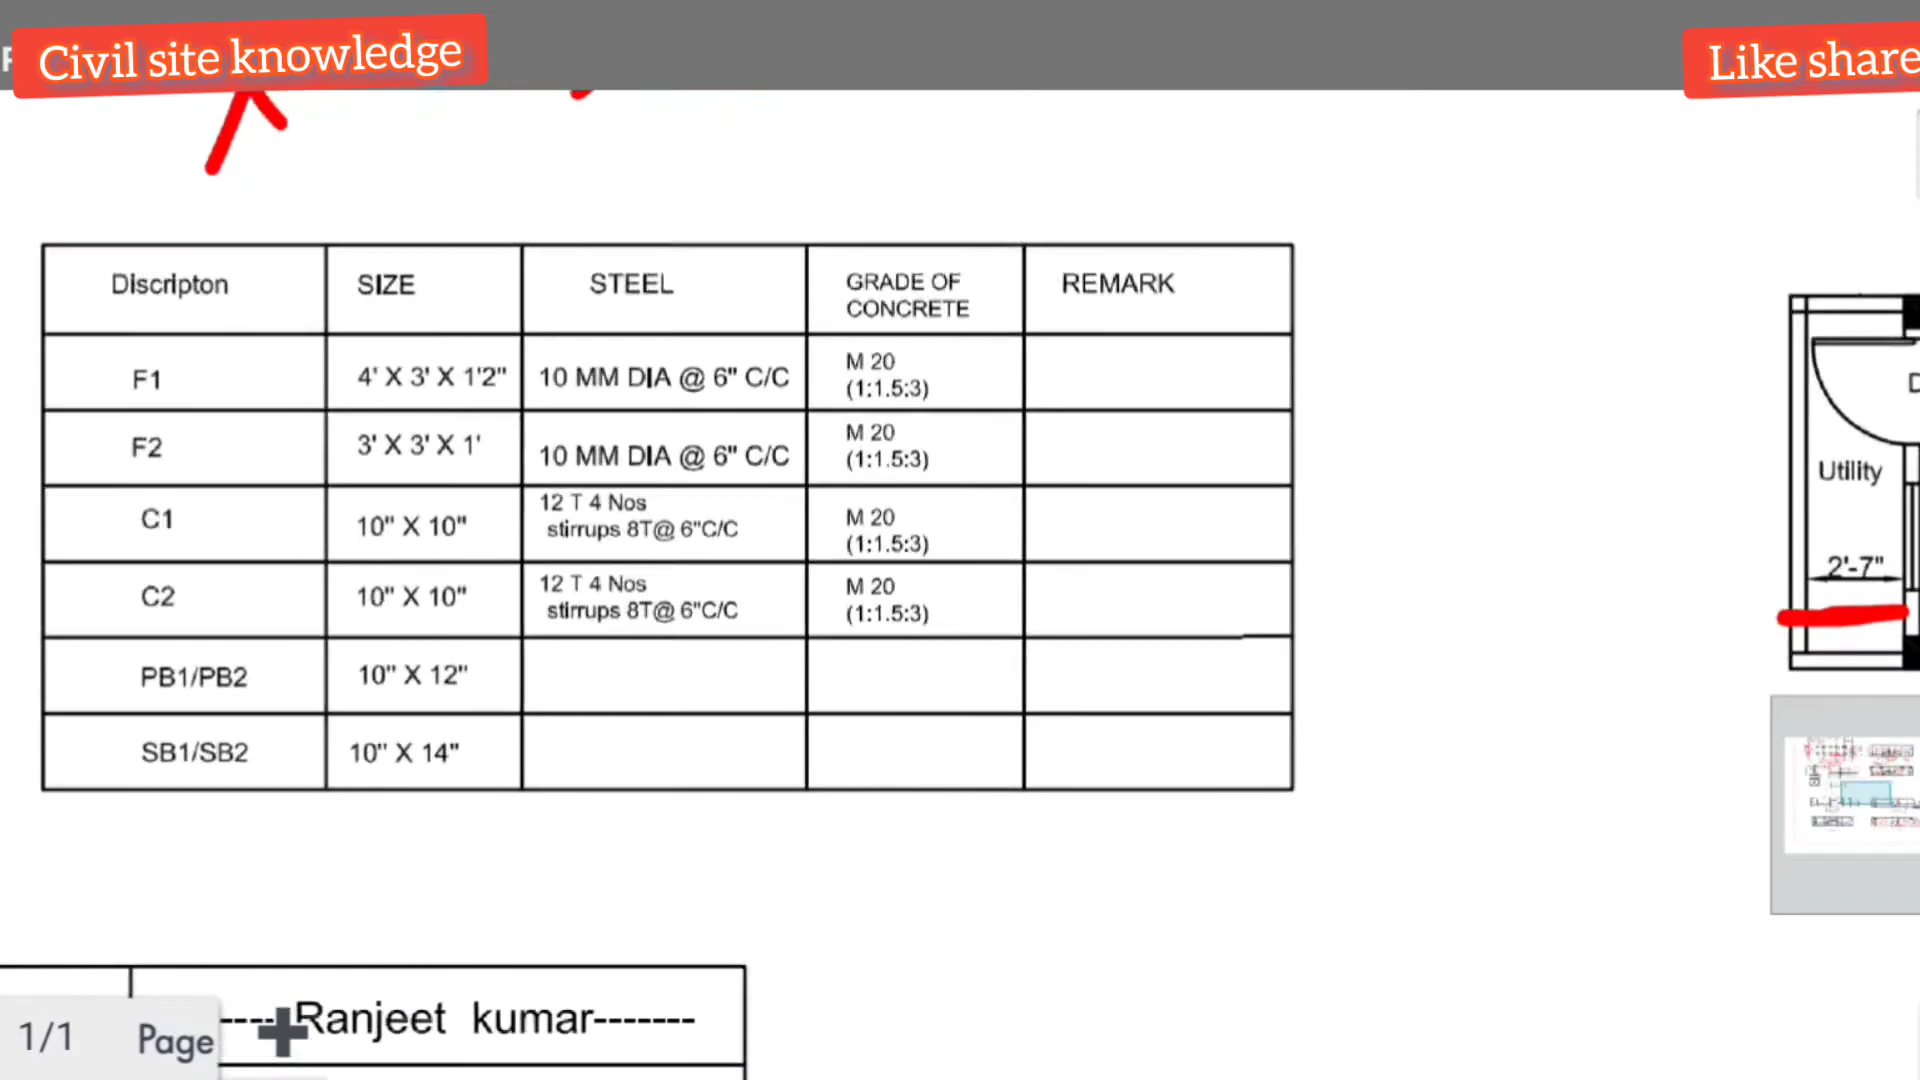 Civil site knowledge
Like share
Discripton SIZE STEEL GRADE OF CONCRETE REMARK
F1 4' X 3' X 1'2" 10 MM DIA @ 6" C/C M 20 (1:1.5:3)
F2 3' X 3' X 1' 10 MM DIA @ 6" C/C M 20 (1:1.5:3)
C1 10" X 10" 12 T 4 Nos stirrups 8T@ 6"C/C M 20 (1:1.5:3)
C2 10" X 10" 12 T 4 Nos stirrups 8T@ 6"C/C M 20 (1:1.5:3)
PB1/PB2 10" X 12"
SB1/SB2 10" X 14"
Utility
2'-7"
----Ranjeet kumar-------
1/1 Page